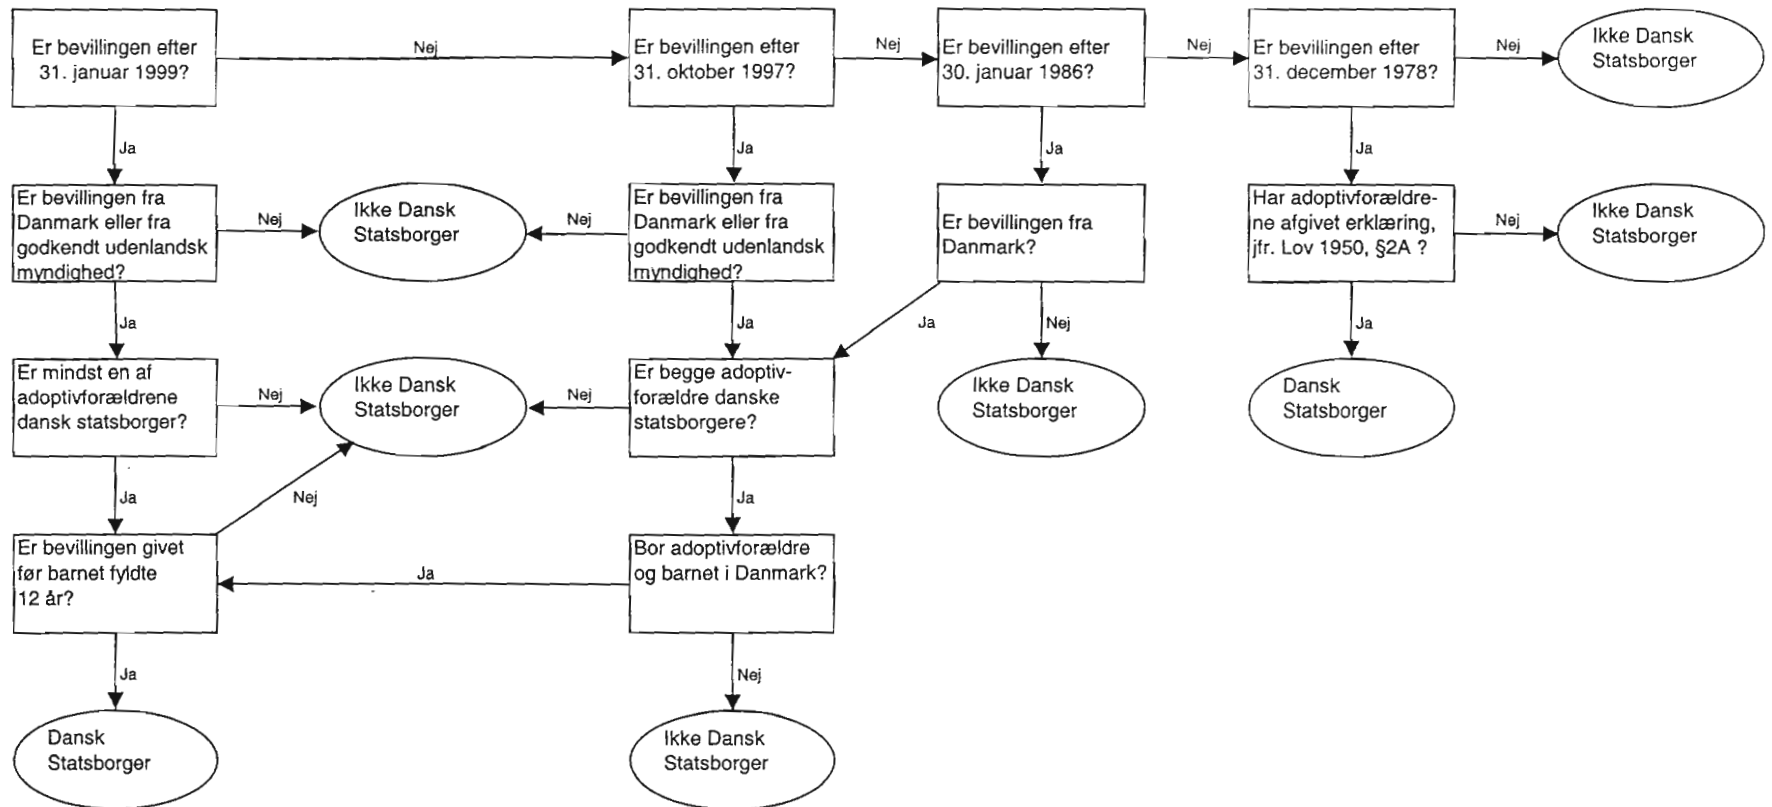 Er bevillingen efter
31. januar 1999?
Nej
Er bevillingen efter
31. oktober 1997?
Nej
Er bevillingen efter
30. januar 1986?
Nej
Er bevillingen efter
31. december 1978?
Nej
Ikke Dansk
Statsborger
Ja
Ja
Ja
Ja
Er bevillingen fra
Danmark eller fra
godkendt udenlandsk
myndighed?
Nej
Ikke Dansk
Statsborger
Nej
Er bevillingen fra
Danmark eller fra
godkendt udenlandsk
myndighed?
Er bevillingen fra
Danmark?
Har adoptivforældre-
ne afgivet erklæring,
jfr. Lov 1950, §2A ?
Nej
Ikke Dansk
Statsborger
Ja
Ja
Ja
Nej
Ja
Er mindst en af
adoptivforældrene
dansk statsborger?
Nej
Ikke Dansk
Statsborger
Nej
Er begge adoptiv-
forældre danske
statsborgere?
Ikke Dansk
Statsborger
Dansk
Statsborger
Ja
Nej
Ja
Er bevillingen givet
før barnet fyldte
12 år?
Ja
Bor adoptivforældre
og barnet i Danmark?
Ja
Nej
Dansk
Statsborger
Ikke Dansk
Statsborger